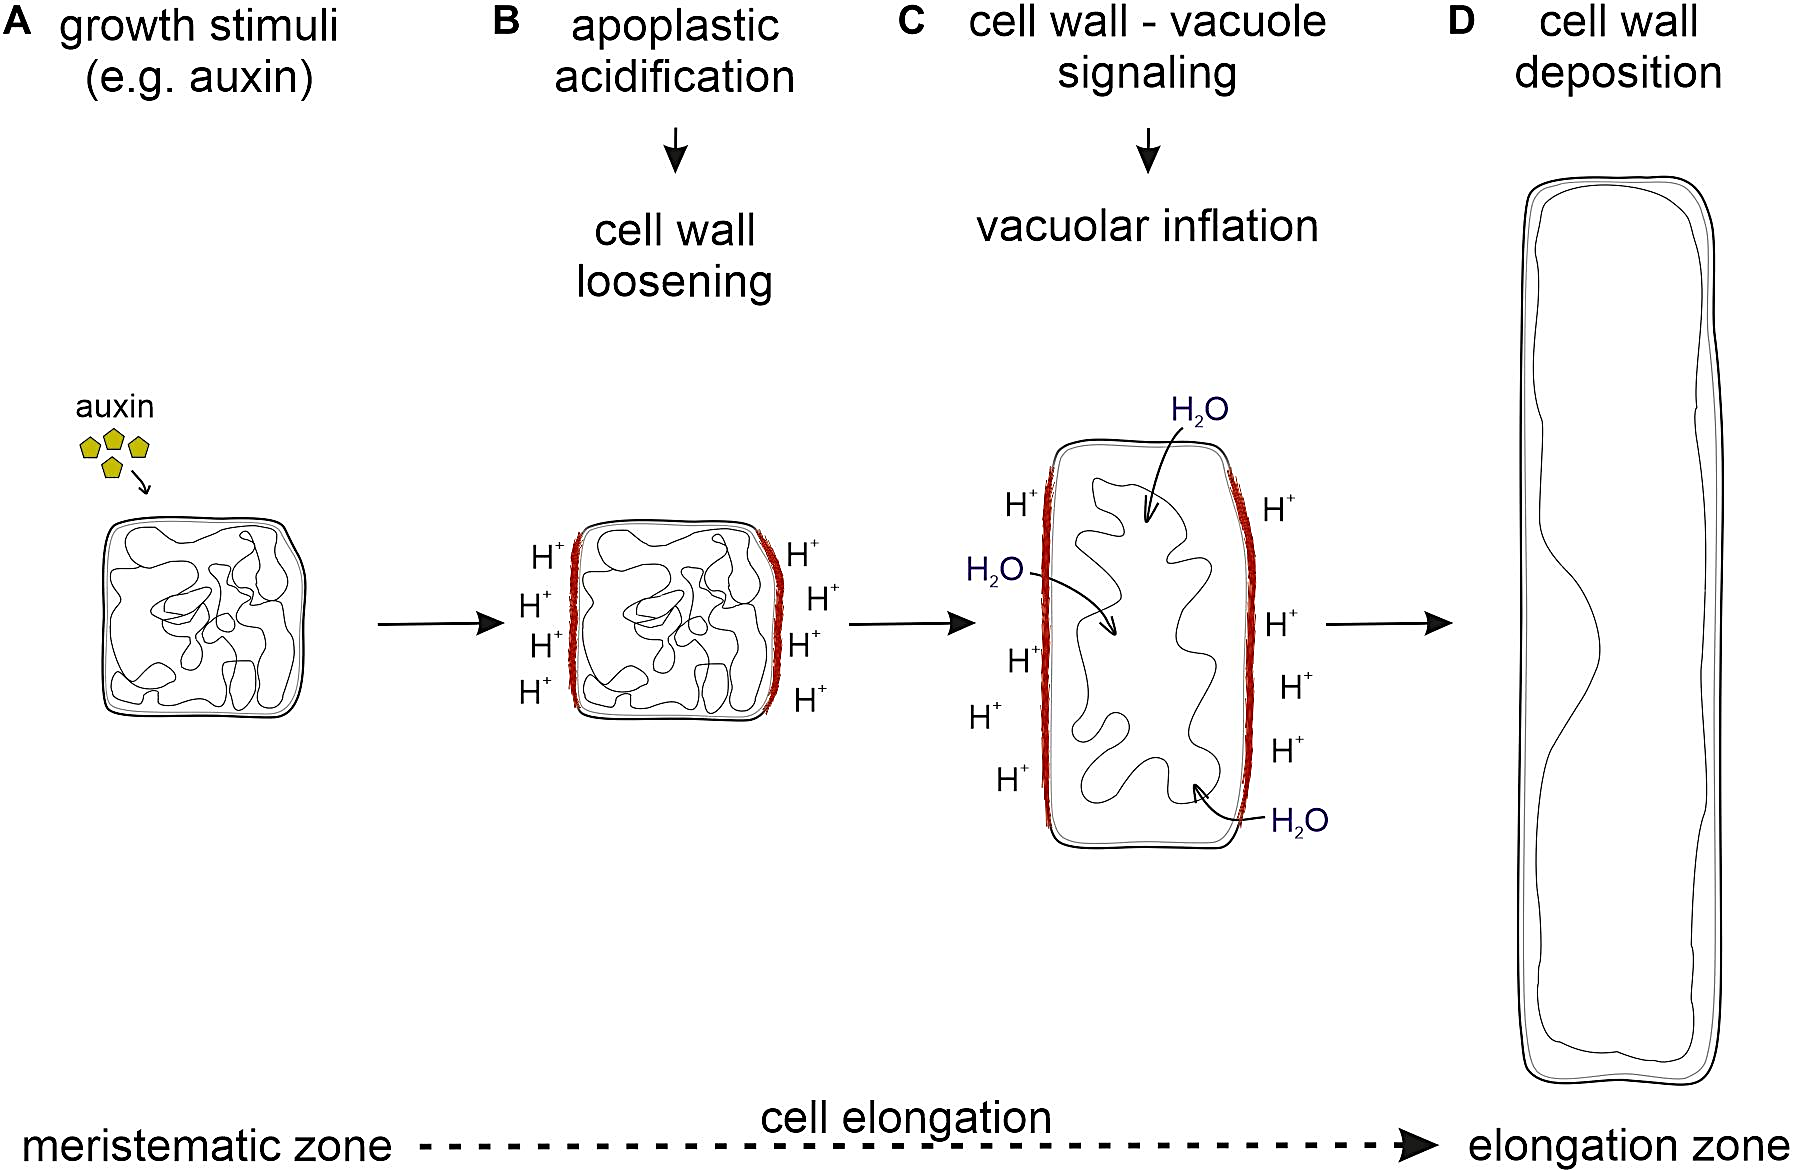 A growth stimuli
(e.g. auxin)
B apoplastic
acidification
cell wall
loosening
C cell wall - vacuole
signaling
vacuolar inflation
D cell wall
deposition
auxin
H⁺
H⁺
H⁺
H⁺
H⁺
H⁺
H⁺
H⁺
H₂O
H⁺
H⁺
H₂O
H⁺
H⁺
H⁺
H⁺
H⁺
H⁺
H₂O
meristematic zone
cell elongation
elongation zone